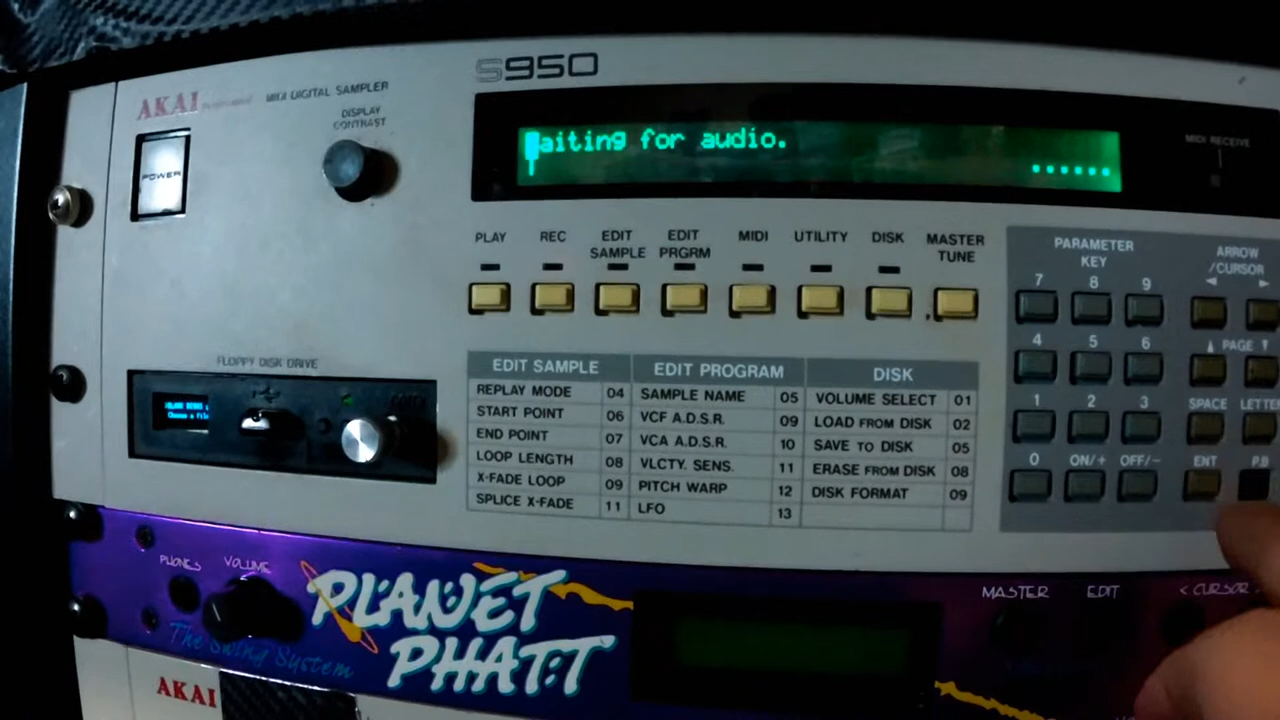 S950
AKAI professional MIDI DIGITAL SAMPLER
DISPLAY
CONTRAST
POWER
aiting for audio.
......
MIDI RECEIVE
PLAY REC EDIT SAMPLE EDIT PRGRM MIDI UTILITY DISK MASTER TUNE
PARAMETER KEY
ARROW /CURSOR
7 8 9
4 5 6 PAGE
1 2 3 SPACE LETTE
0 ON/+ OFF/- ENT P.B
FLOPPY DISK DRIVE
Choose a fil
EDIT SAMPLE EDIT PROGRAM DISK
REPLAY MODE 04 SAMPLE NAME 05 VOLUME SELECT 01
START POINT 06 VCF A.D.S.R. 09 LOAD FROM DISK 02
END POINT 07 VCA A.D.S.R. 10 SAVE TO DISK 05
LOOP LENGTH 08 VLCTY. SENS. 11 ERASE FROM DISK 08
X-FADE LOOP 09 PITCH WARP 12 DISK FORMAT 09
SPLICE X-FADE 11 LFO 13
PHONES VOLUME
PLANET
PHATT
The Swing System
MASTER EDIT < CURSOR >
AKAI